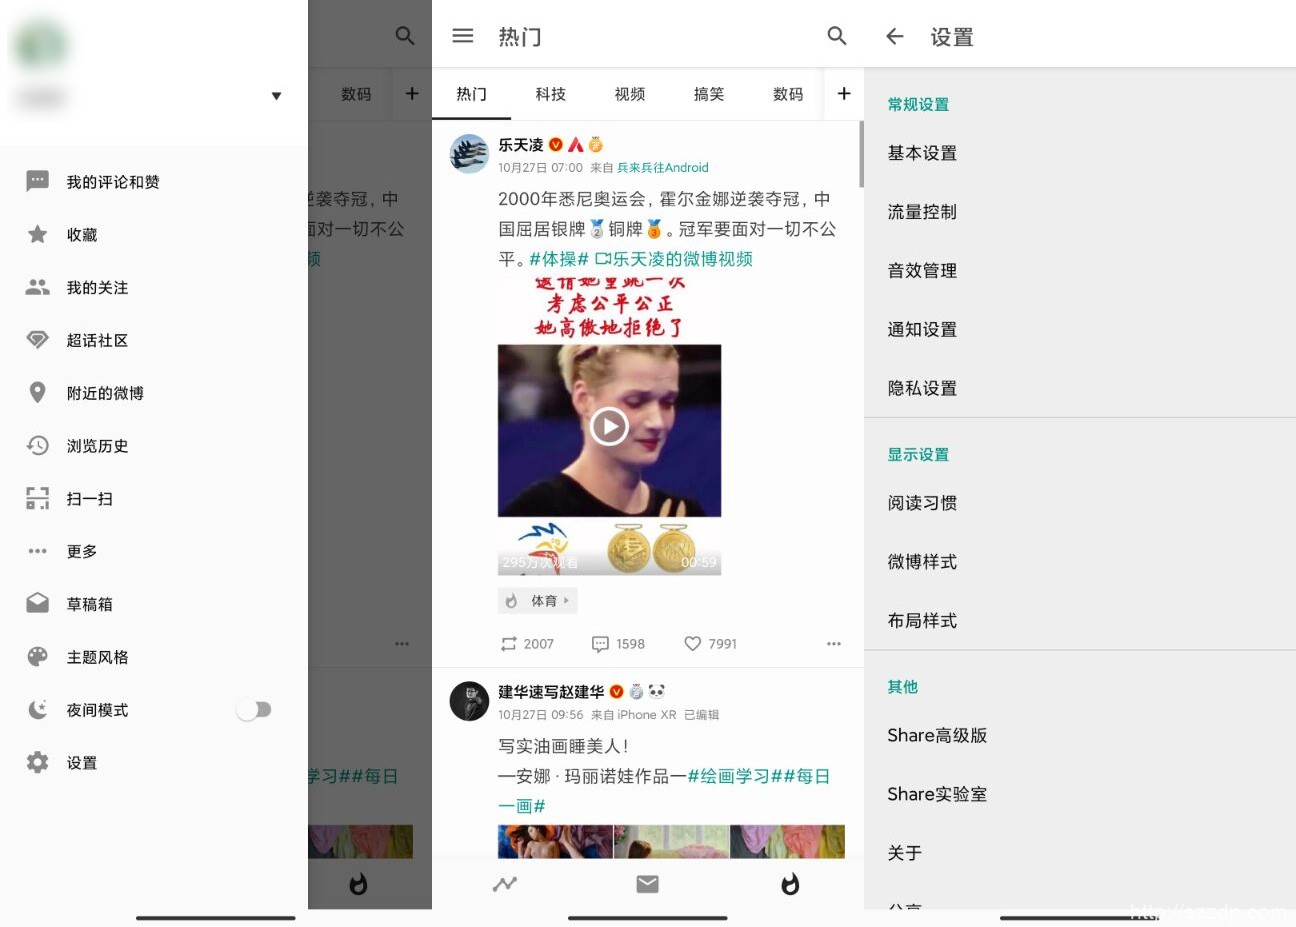 我的评论和赞
收藏
我的关注
超话社区
附近的微博
浏览历史
扫一扫
更多
草稿箱
主题风格
夜间模式
设置
数码 +
逆袭夺冠，中
面对一切不公
频
学习##每日
热门
热门 科技 视频 搞笑 数码 +
乐天凌
10月27日 07:00 来自 兵来兵往Android
2000年悉尼奥运会，霍尔金娜逆袭夺冠，中
国屈居银牌🥈铜牌🥉。冠军要面对一切不公
平。#体操# 乐天凌的微博视频
邀请她重跳一次
考虑公平公正
她高傲地拒绝了
295万次观看 00:59
体育
2007 1598 7991
建华速写赵建华
10月27日 09:56 来自 iPhone XR 已编辑
写实油画睡美人！
—安娜·玛丽诺娃作品—#绘画学习##每日
一画#
设置
常规设置
基本设置
流量控制
音效管理
通知设置
隐私设置
显示设置
阅读习惯
微博样式
布局样式
其他
Share高级版
Share实验室
关于
分享